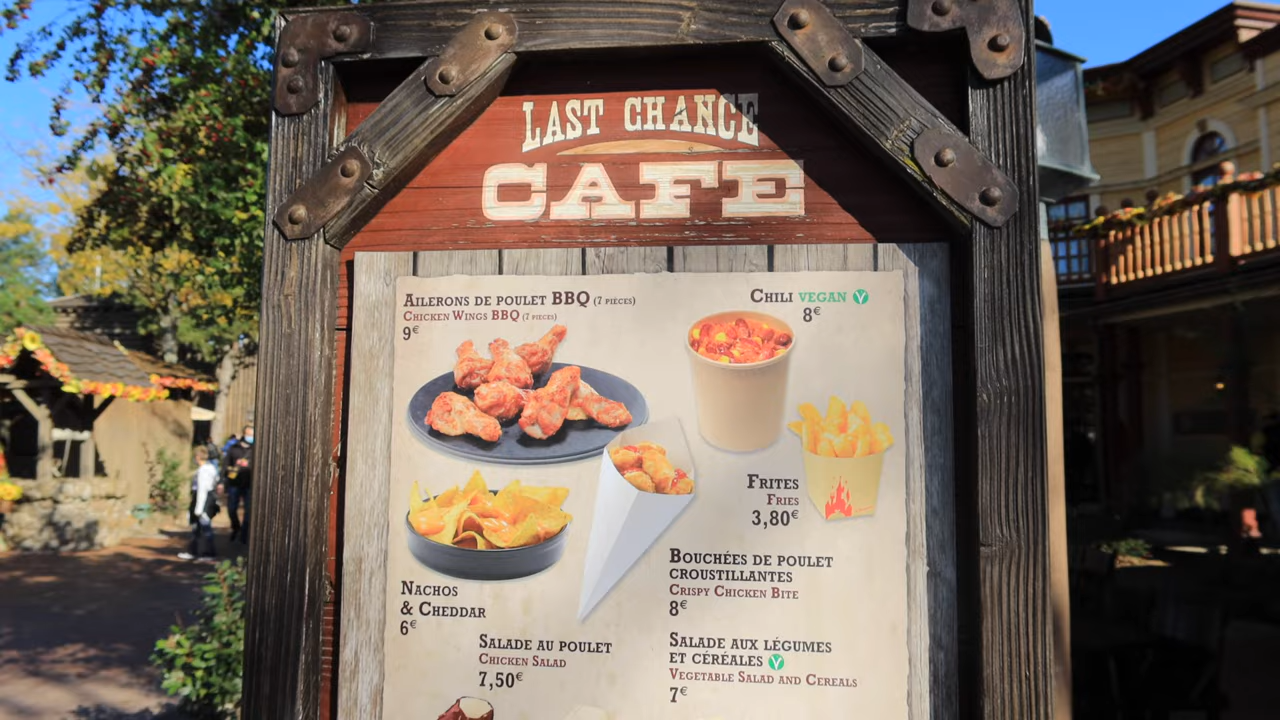 LAST CHANCE
CAFE
AILERONS DE POULET BBQ (7 PIÈCES)
CHICKEN WINGS BBQ (7 PIECES)
9€
CHILI VEGAN V
8€
FRITES
FRIES
3,80€
BOUCHÉES DE POULET
CROUSTILLANTES
CRISPY CHICKEN BITE
8€
NACHOS
& CHEDDAR
6€
SALADE AU POULET
CHICKEN SALAD
7,50€
SALADE AUX LÉGUMES
ET CÉRÉALES V
VEGETABLE SALAD AND CEREALS
7€